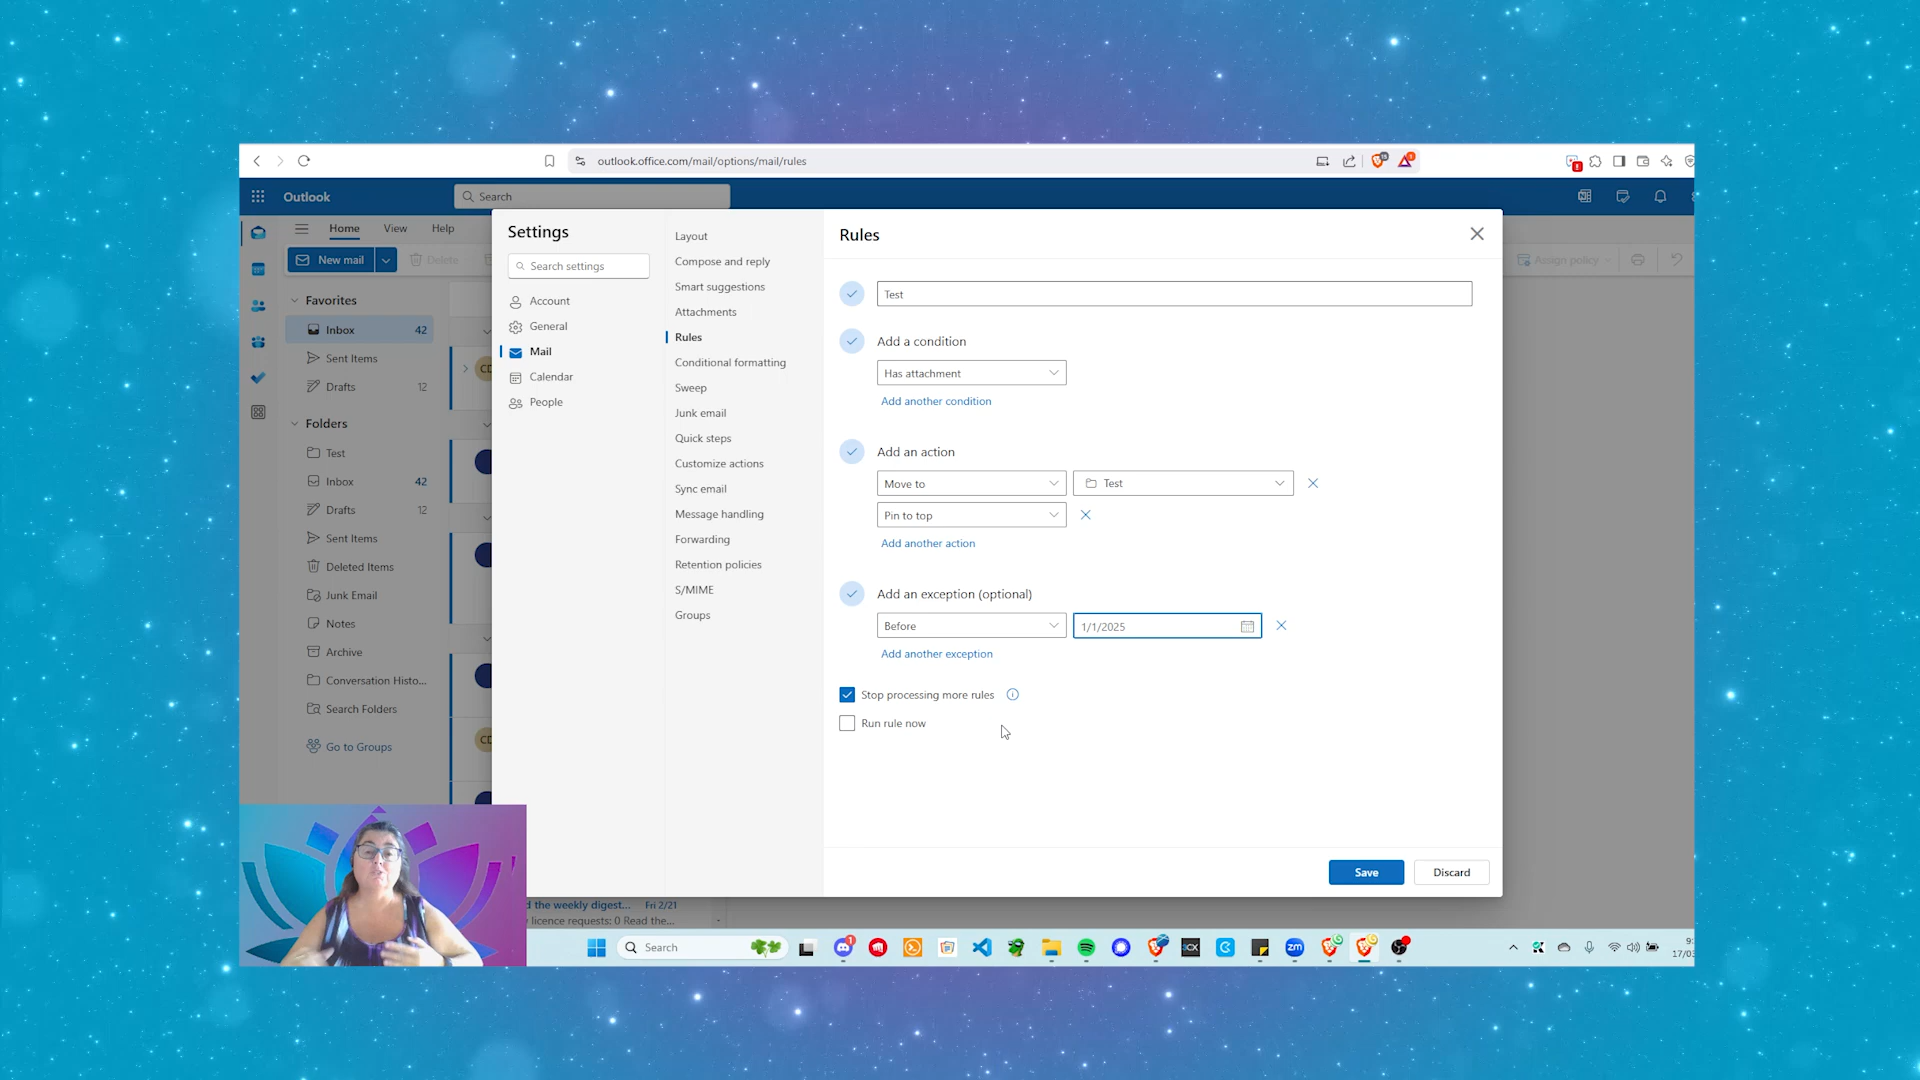 outlook.office.com/mail/options/mail/rules
Outlook
Search
Home
View
Help
New mail
Delete
Assign policy
Favorites
Inbox 42
Sent Items
Drafts 12
Folders
Test
Inbox 42
Drafts 12
Sent Items
Deleted Items
Junk Email
Notes
Archive
Conversation Histo...
Search Folders
Go to Groups
Settings
Search settings
Account
General
Mail
Calendar
People
Layout
Compose and reply
Smart suggestions
Attachments
Rules
Conditional formatting
Sweep
Junk email
Quick steps
Customize actions
Sync email
Message handling
Forwarding
Retention policies
S/MIME
Groups
Rules
Test
Add a condition
Has attachment
Add another condition
Add an action
Move to
Test
Pin to top
Add another action
Add an exception (optional)
Before
1/1/2025
Add another exception
Stop processing more rules
Run rule now
Save
Discard
the weekly digest... Fri 2/21
licence requests: 0 Read the...
Search
zm
17/03